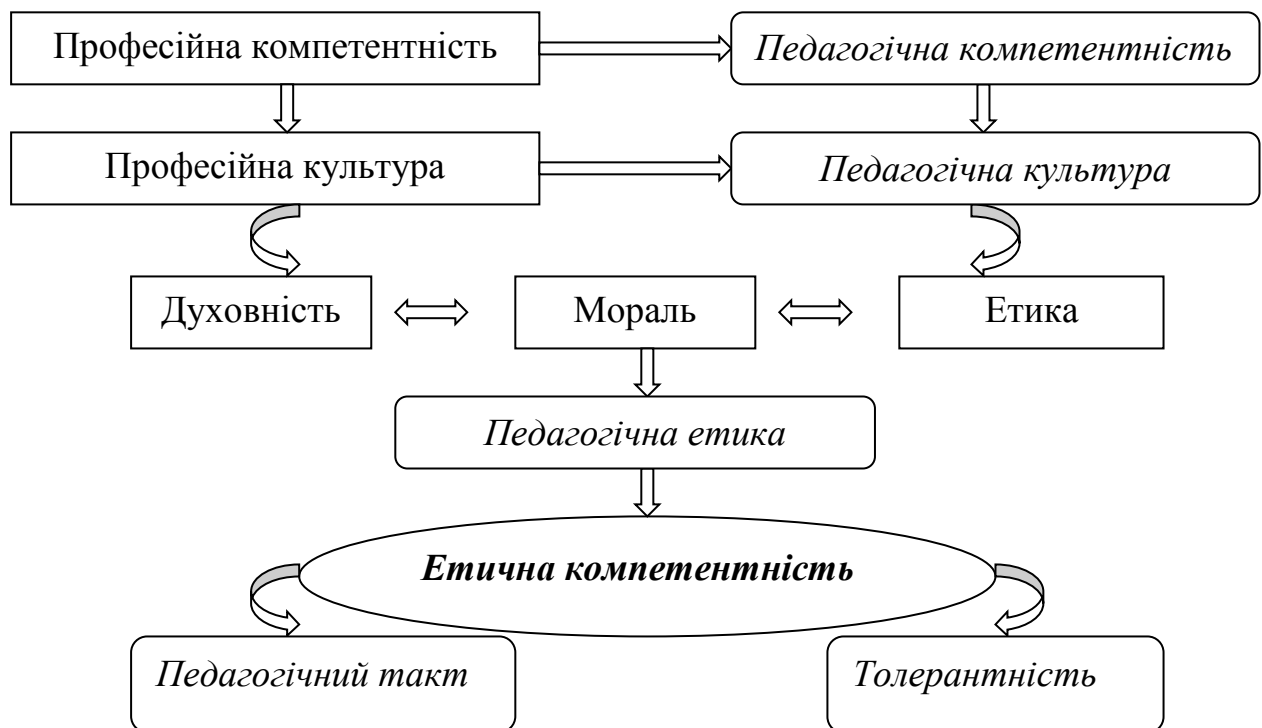 Професійна компетентність
Педагогічна компетентність
Професійна культура
Педагогічна культура
Духовність
Мораль
Етика
Педагогічна етика
Етична компетентність
Педагогічний такт
Толерантність